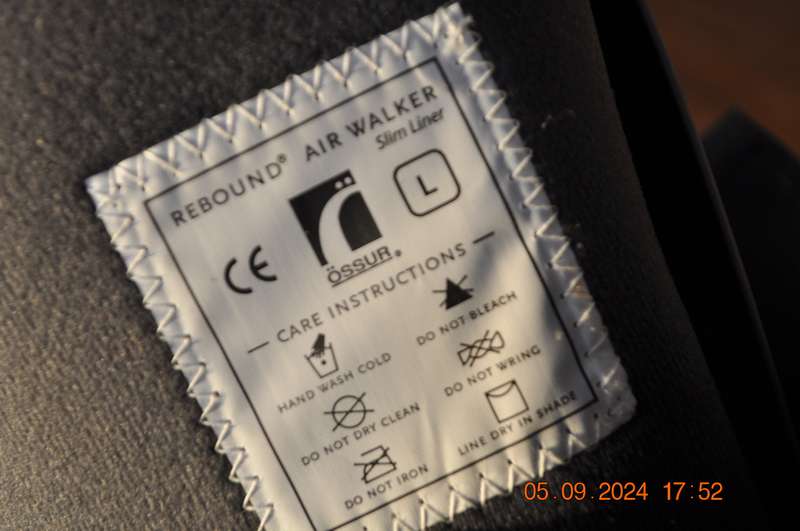 REBOUND® AIR WALKER
Slim Liner
L
CE
ÖSSUR®
CARE INSTRUCTIONS
HAND WASH COLD
DO NOT BLEACH
DO NOT DRY CLEAN
DO NOT WRING
DO NOT IRON
LINE DRY IN SHADE
05.09.2024 17:52